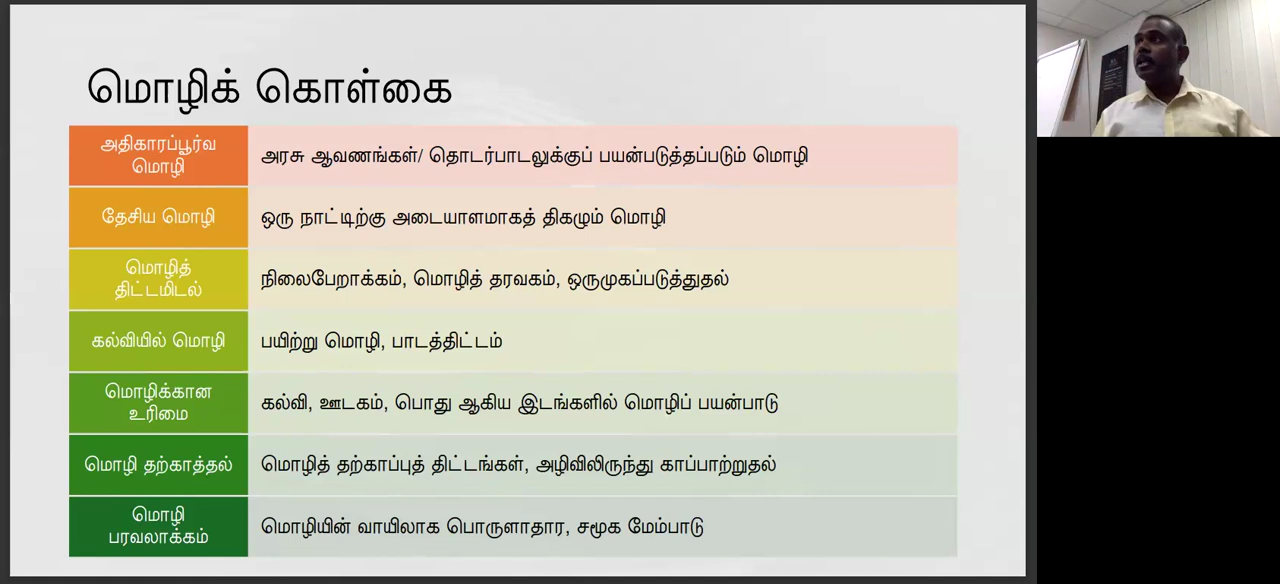 மொழிக் கொள்கை
அதிகாரப்பூர்வ
மொழி
அரசு ஆவணங்கள்/ தொடர்பாடலுக்குப் பயன்படுத்தப்படும் மொழி
தேசிய மொழி
ஒரு நாட்டிற்கு அடையாளமாகத் திகழும் மொழி
மொழித்
திட்டமிடல்
நிலைபேறாக்கம், மொழித் தரவகம், ஒருமுகப்படுத்துதல்
கல்வியில் மொழி
பயிற்று மொழி, பாடத்திட்டம்
மொழிக்கான
உரிமை
கல்வி, ஊடகம், பொது ஆகிய இடங்களில் மொழிப் பயன்பாடு
மொழி தற்காத்தல்
மொழித் தற்காப்புத் திட்டங்கள், அழிவிலிருந்து காப்பாற்றுதல்
மொழி
பரவலாக்கம்
மொழியின் வாயிலாக பொருளாதார, சமூக மேம்பாடு